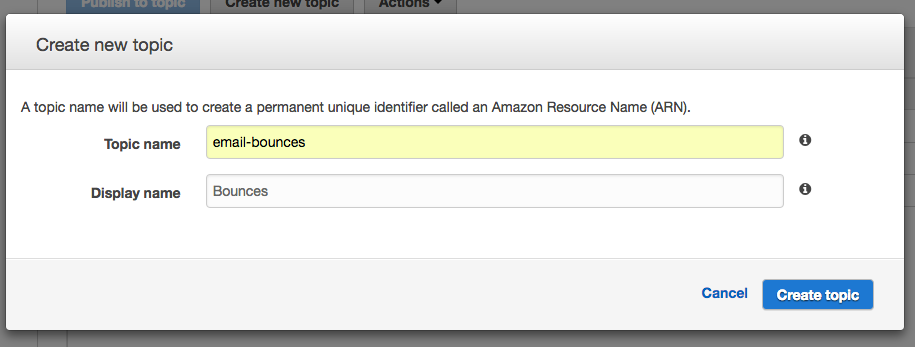 Publish to topic Create new topic Actions
Create new topic
A topic name will be used to create a permanent unique identifier called an Amazon Resource Name (ARN).
Topic name email-bounces
Display name Bounces
Cancel Create topic